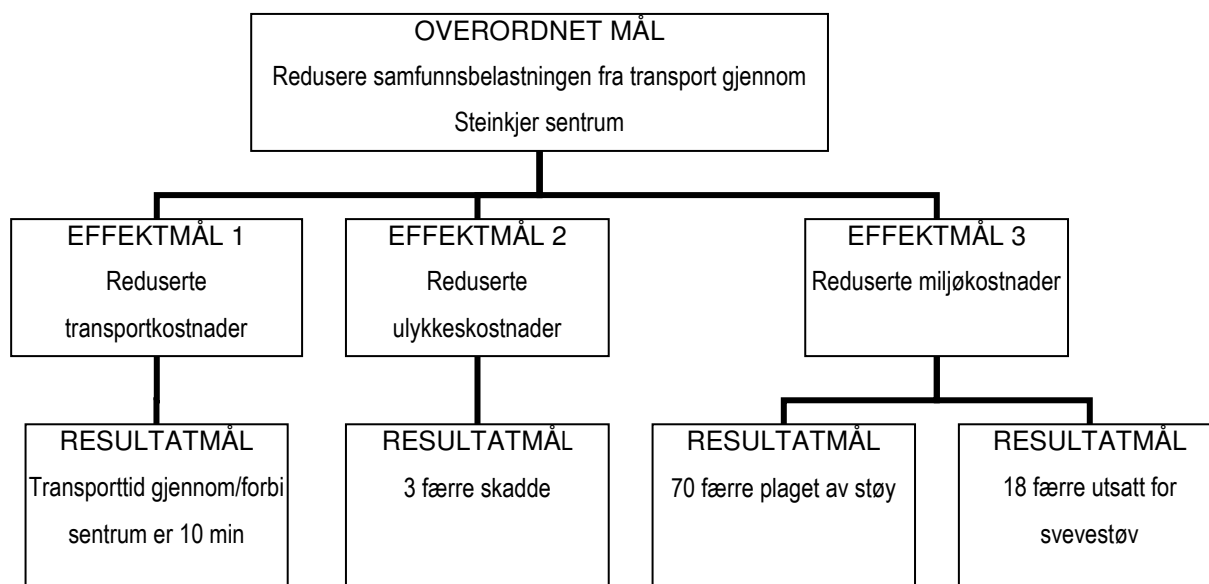 OVERORDNET MÅL
Redusere samfunnsbelastningen fra transport gjennom
Steinkjer sentrum
EFFEKTMÅL 1
Reduserte
transportkostnader
EFFEKTMÅL 2
Reduserte
ulykkeskostnader
EFFEKTMÅL 3
Reduserte miljøkostnader
RESULTATMÅL
Transporttid gjennom/forbi
sentrum er 10 min
RESULTATMÅL
3 færre skadde
RESULTATMÅL
70 færre plaget av støy
RESULTATMÅL
18 færre utsatt for
svevestøv